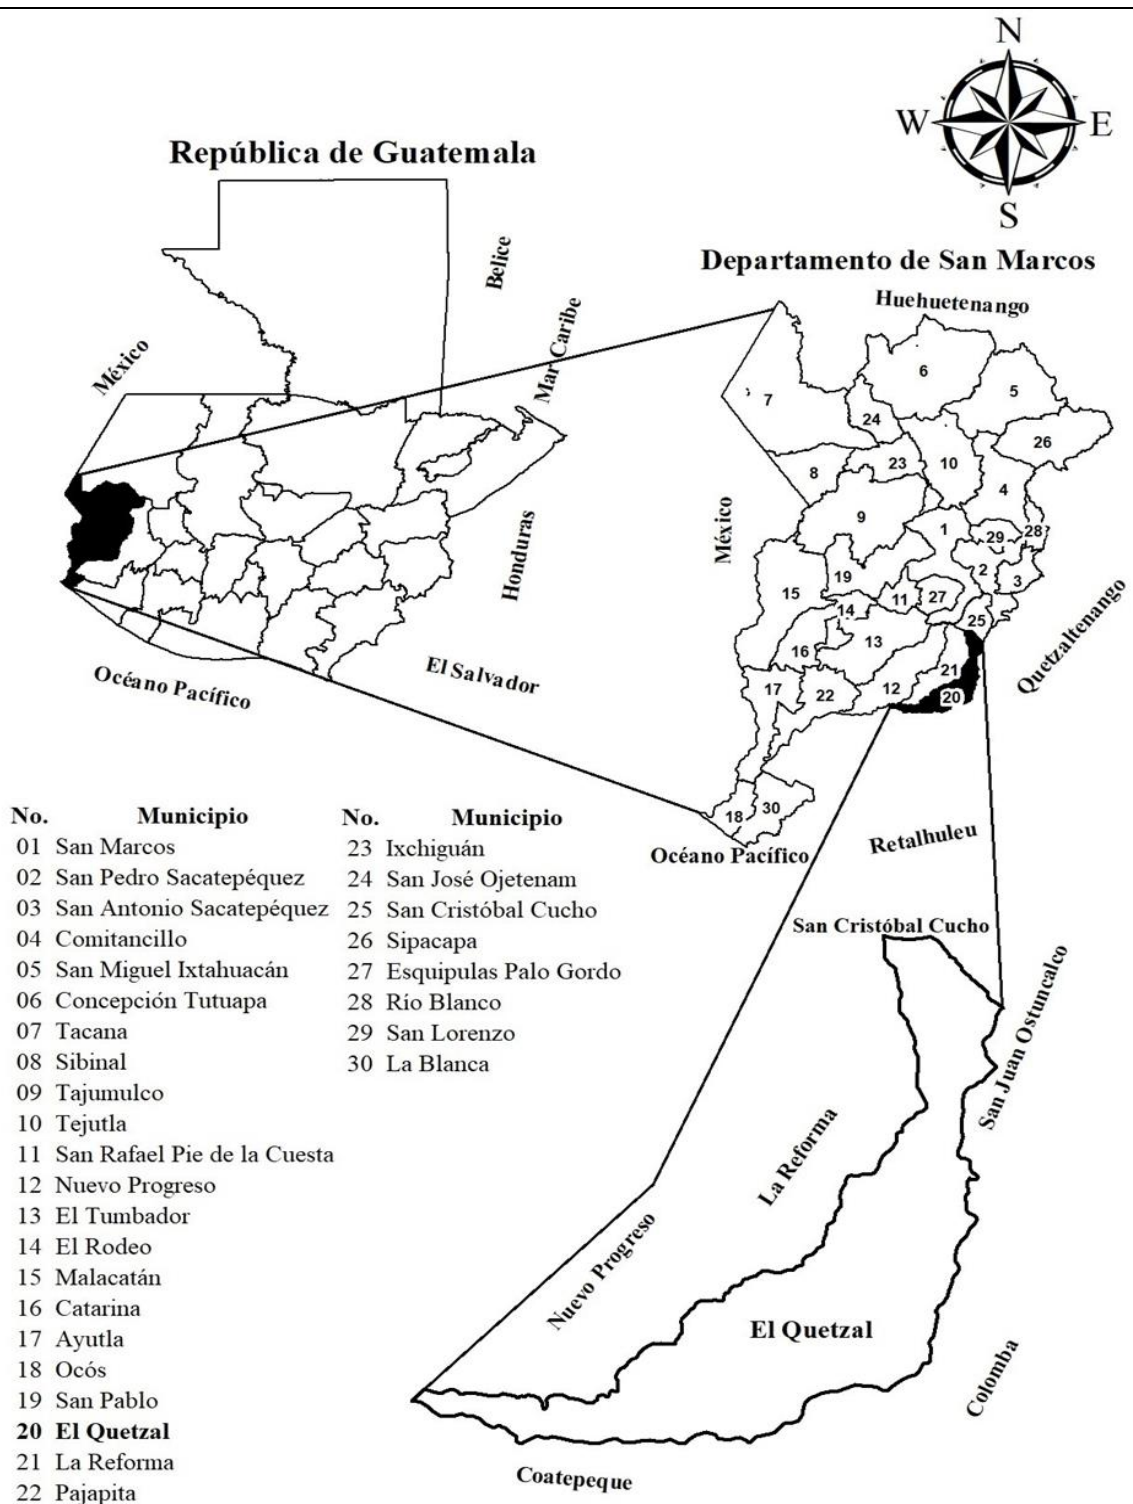 N
W E
S
República de Guatemala
Belice
México
Mar Caribe
Honduras
El Salvador
Océano Pacífico
Departamento de San Marcos
Huehuetenango
6
5
7
24
26
23
10
8
4
9
1
29
28
2
3
19
15
11
27
14
25
13
16
21
17
22
12
20
18
30
México
Quetzaltenango
Océano Pacífico
Retalhuleu
No. Municipio
01 San Marcos
02 San Pedro Sacatepéquez
03 San Antonio Sacatepéquez
04 Comitancillo
05 San Miguel Ixtahuacán
06 Concepción Tutuapa
07 Tacana
08 Sibinal
09 Tajumulco
10 Tejutla
11 San Rafael Pie de la Cuesta
12 Nuevo Progreso
13 El Tumbador
14 El Rodeo
15 Malacatán
16 Catarina
17 Ayutla
18 Ocós
19 San Pablo
20 El Quetzal
21 La Reforma
22 Pajapita
No. Municipio
23 Ixchiguán
24 San José Ojetenam
25 San Cristóbal Cucho
26 Sipacapa
27 Esquipulas Palo Gordo
28 Río Blanco
29 San Lorenzo
30 La Blanca
San Cristóbal Cucho
San Juan Ostuncalco
La Reforma
Nuevo Progreso
El Quetzal
Colomba
Coatepeque